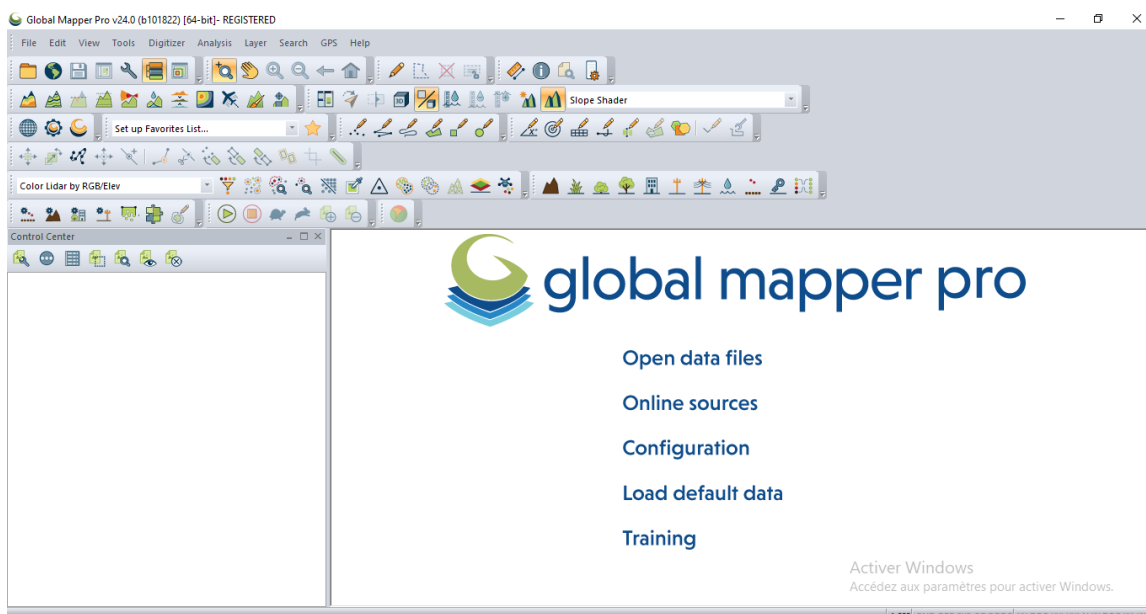 Global Mapper Pro v24.0 (b101822) [64-bit]- REGISTERED
File Edit View Tools Digitizer Analysis Layer Search GPS Help
3D
Slope Shader
Set up Favorites List...
Color Lidar by RGB/Elev
Control Center
global mapper pro
Open data files
Online sources
Configuration
Load default data
Training
Activer Windows
Accédez aux paramètres pour activer Windows.